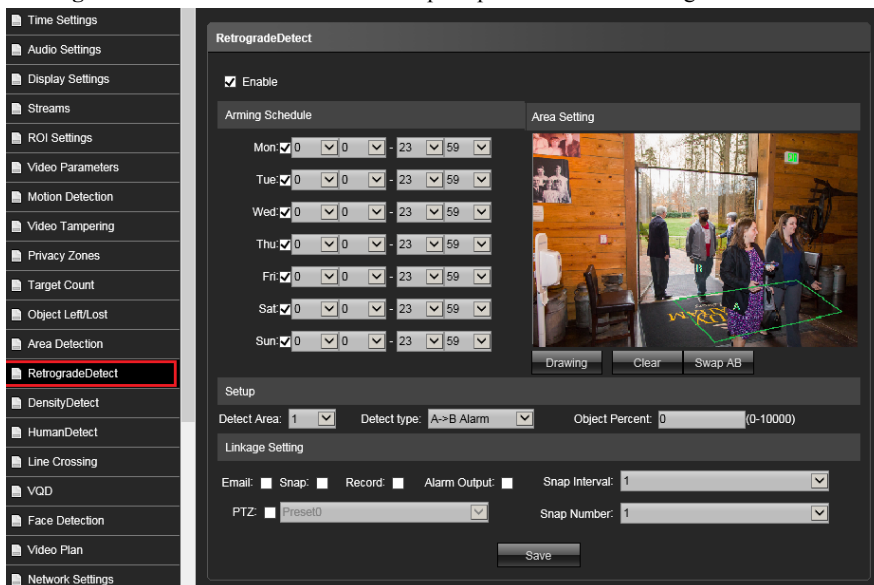 Time Settings
Audio Settings
Display Settings
Streams
ROI Settings
Video Parameters
Motion Detection
Video Tampering
Privacy Zones
Target Count
Object Left/Lost
Area Detection
RetrogradeDetect
DensityDetect
HumanDetect
Line Crossing
VQD
Face Detection
Video Plan
Network Settings
RetrogradeDetect
Enable
Arming Schedule
Mon: 0 0 - 23 59
Tue: 0 0 - 23 59
Wed: 0 0 - 23 59
Thu: 0 0 - 23 59
Fri: 0 0 - 23 59
Sat: 0 0 - 23 59
Sun: 0 0 - 23 59
Area Setting
B
A
Drawing Clear Swap AB
Setup
Detect Area: 1 Detect type: A->B Alarm Object Percent: 0 (0-10000)
Linkage Setting
Email: Snap: Record: Alarm Output: Snap Interval: 1
PTZ: Preset0 Snap Number: 1
Save